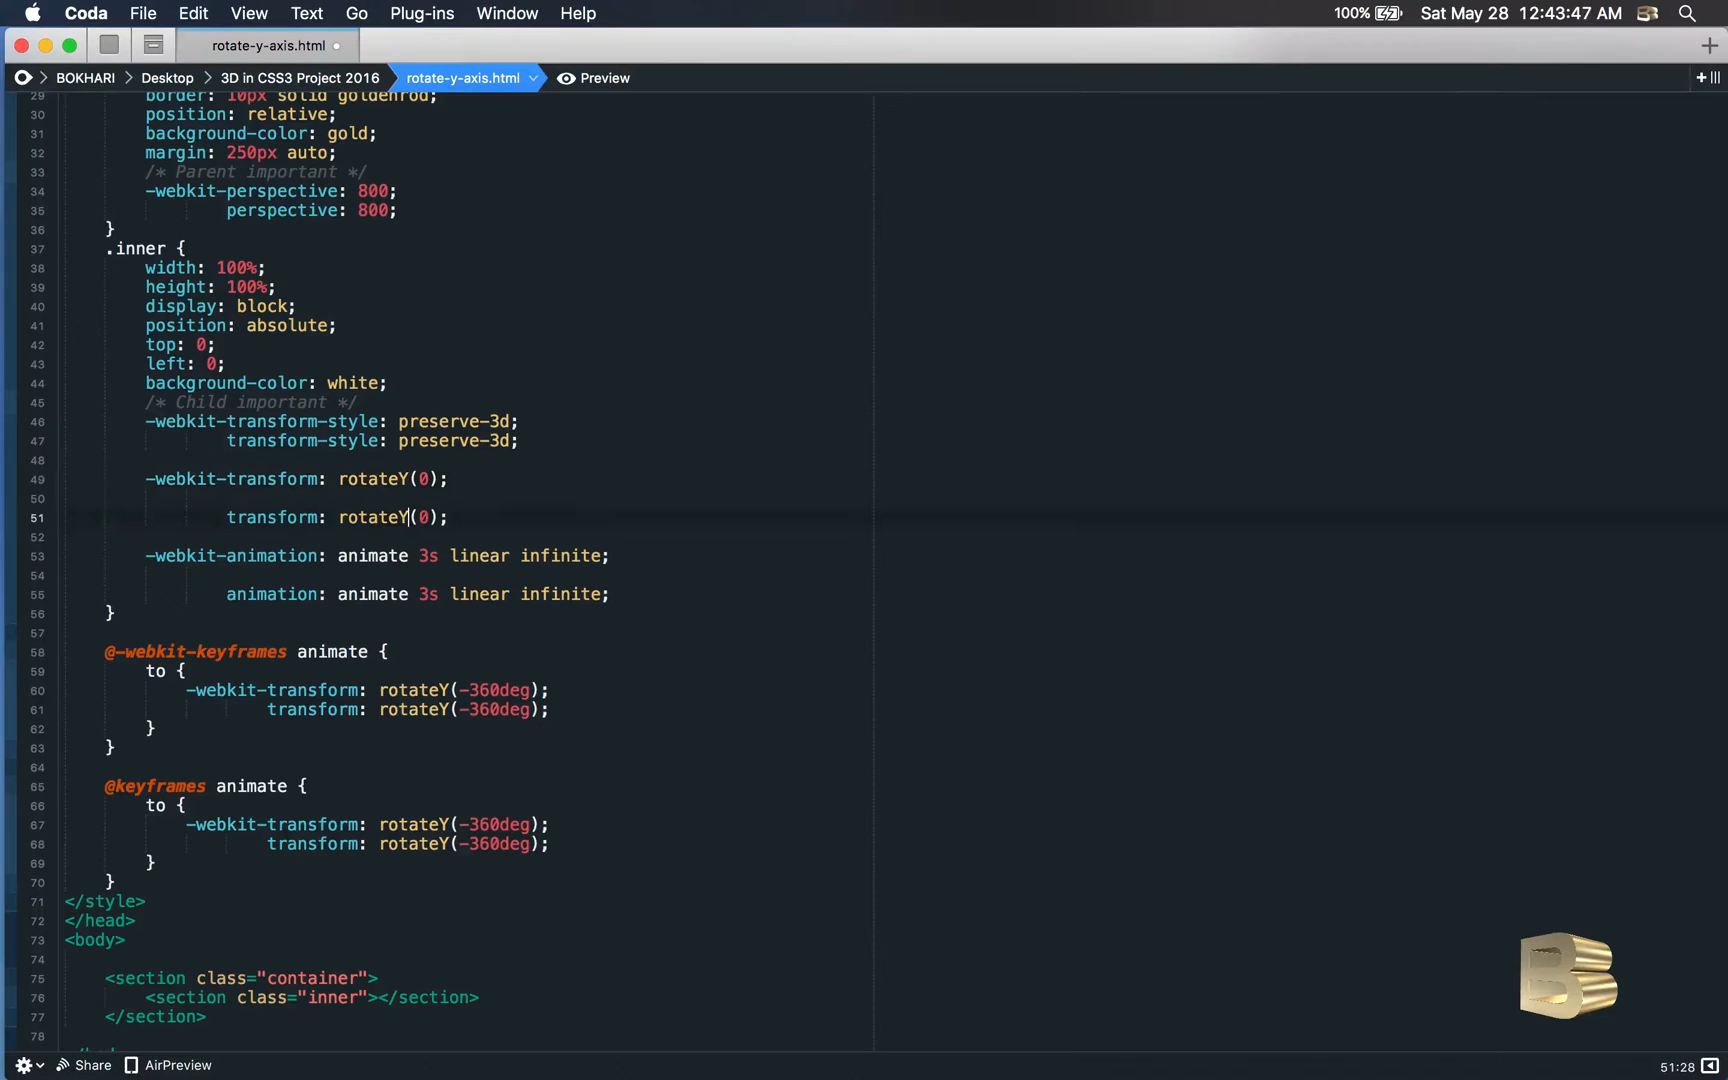 Coda File Edit View Text Go Plug-ins Window Help 100% Sat May 28 12:43:47 AM
rotate-y-axis.html
BOKHARI Desktop 3D in CSS3 Project 2016 rotate-y-axis.html Preview
29 border: 10px solid goldenrod;
30 position: relative;
31 background-color: gold;
32 margin: 250px auto;
33 /* Parent important */
34 -webkit-perspective: 800;
35 perspective: 800;
36 }
37 .inner {
38 width: 100%;
39 height: 100%;
40 display: block;
41 position: absolute;
42 top: 0;
43 left: 0;
44 background-color: white;
45 /* Child important */
46 -webkit-transform-style: preserve-3d;
47 transform-style: preserve-3d;
48
49 -webkit-transform: rotateY(0);
50
51 transform: rotateY(0);
52
53 -webkit-animation: animate 3s linear infinite;
54
55 animation: animate 3s linear infinite;
56 }
57
58 @-webkit-keyframes animate {
59 to {
60 -webkit-transform: rotateY(-360deg);
61 transform: rotateY(-360deg);
62 }
63 }
64
65 @keyframes animate {
66 to {
67 -webkit-transform: rotateY(-360deg);
68 transform: rotateY(-360deg);
69 }
70 }
71 </style>
72 </head>
73 <body>
74
75 <section class="container">
76 <section class="inner"></section>
77 </section>
78
B
Share AirPreview 51:28